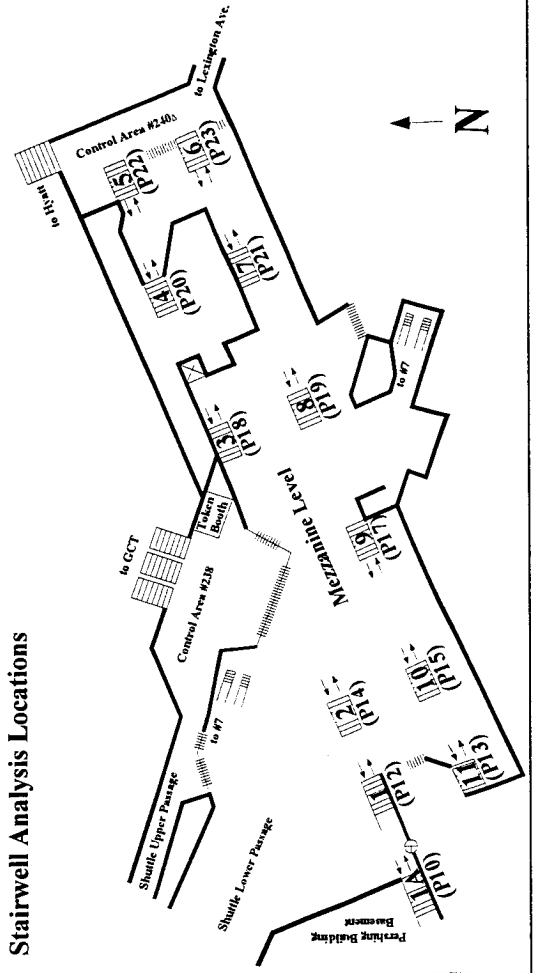 Stairwell Analysis Locations
to Hyatt
Control Area #240A
to Lexington Ave.
5
(P22)
6
(P23)
4
(P20)
7
(P21)
3
(P18)
8
(P19)
to GCT
Token
Booth
Control Area #238
Mezzanine Level
to #7
9
(P17)
to #7
Shuttle Upper Passage
Shuttle Lower Passage
2
(P14)
10
(P15)
1
(P12)
11
(P13)
1A
(P10)
Pershing Building
Basement
N